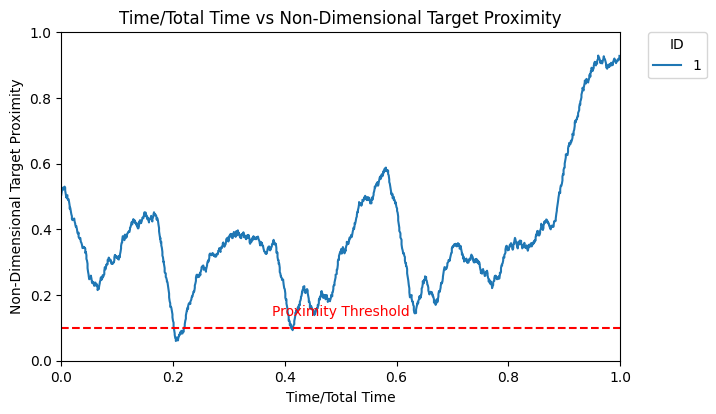 Time/Total Time vs Non-Dimensional Target Proximity
ID
1
1.0
0.8
0.6
0.4
0.2
0.0
Non-Dimensional Target Proximity
Proximity Threshold
0.0 0.2 0.4 0.6 0.8 1.0
Time/Total Time